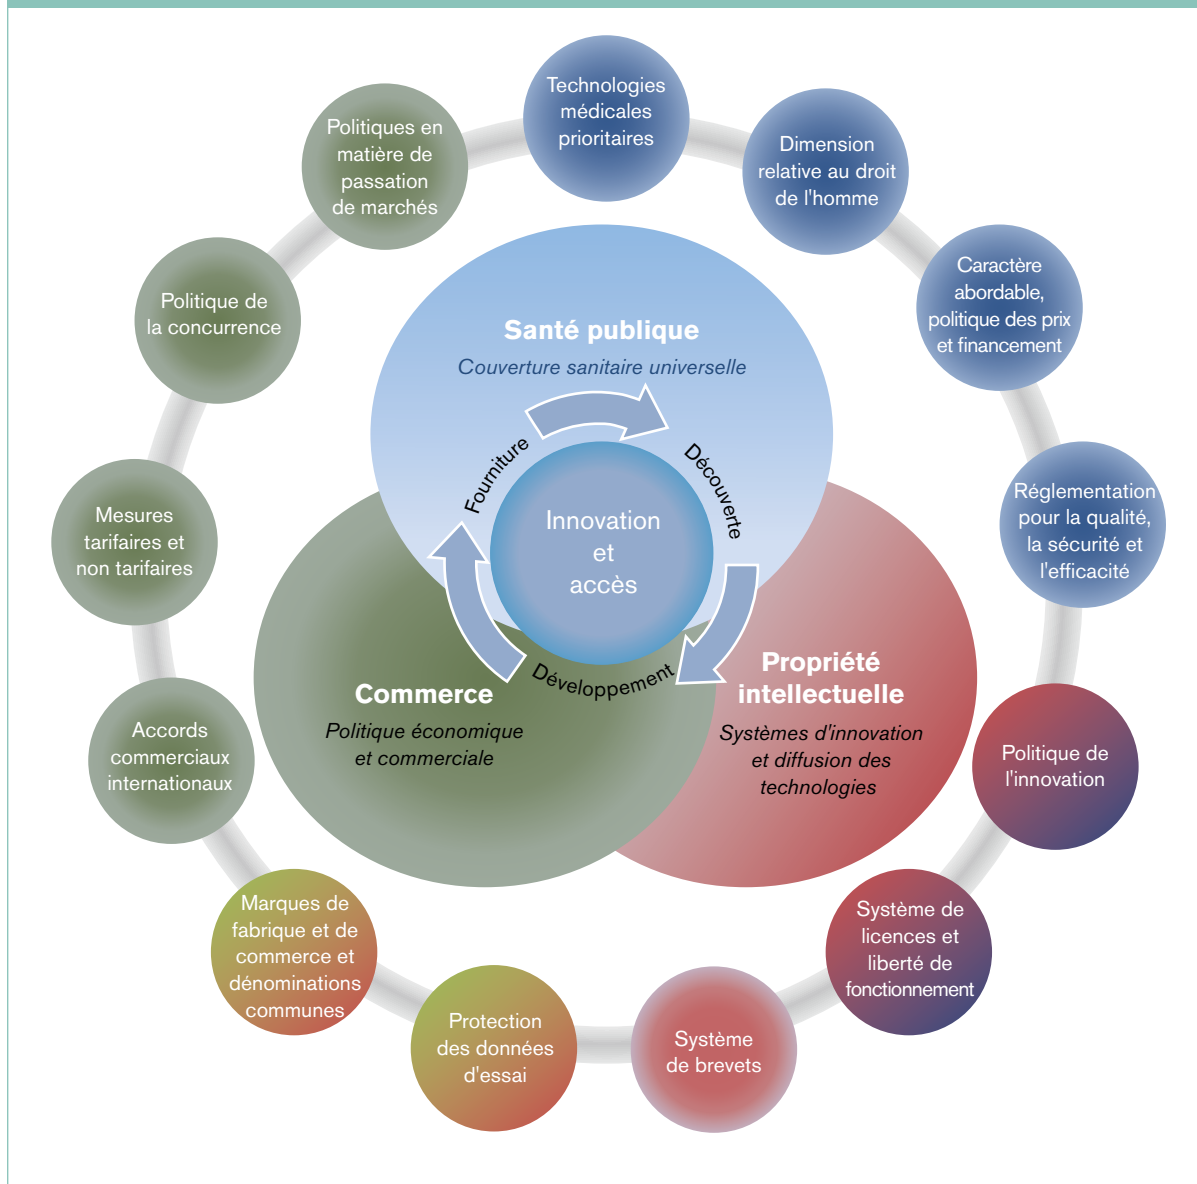 Technologies
médicales
prioritaires
Dimension
relative au droit
de l'homme
Caractère
abordable,
politique des prix
et financement
Réglementation
pour la qualité,
la sécurité et
l'efficacité
Politique de
l'innovation
Système de
licences et
liberté de
fonctionnement
Système
de brevets
Protection
des données
d'essai
Marques de
fabrique et de
commerce et
dénominations
communes
Accords
commerciaux
internationaux
Mesures
tarifaires et
non tarifaires
Politique de
la concurrence
Politiques en
matière de
passation
de marchés
Santé publique
Couverture sanitaire universelle
Fourniture
Découverte
Développement
Innovation
et
accès
Commerce
Politique économique
et commerciale
Propriété
intellectuelle
Systèmes d'innovation
et diffusion des
technologies